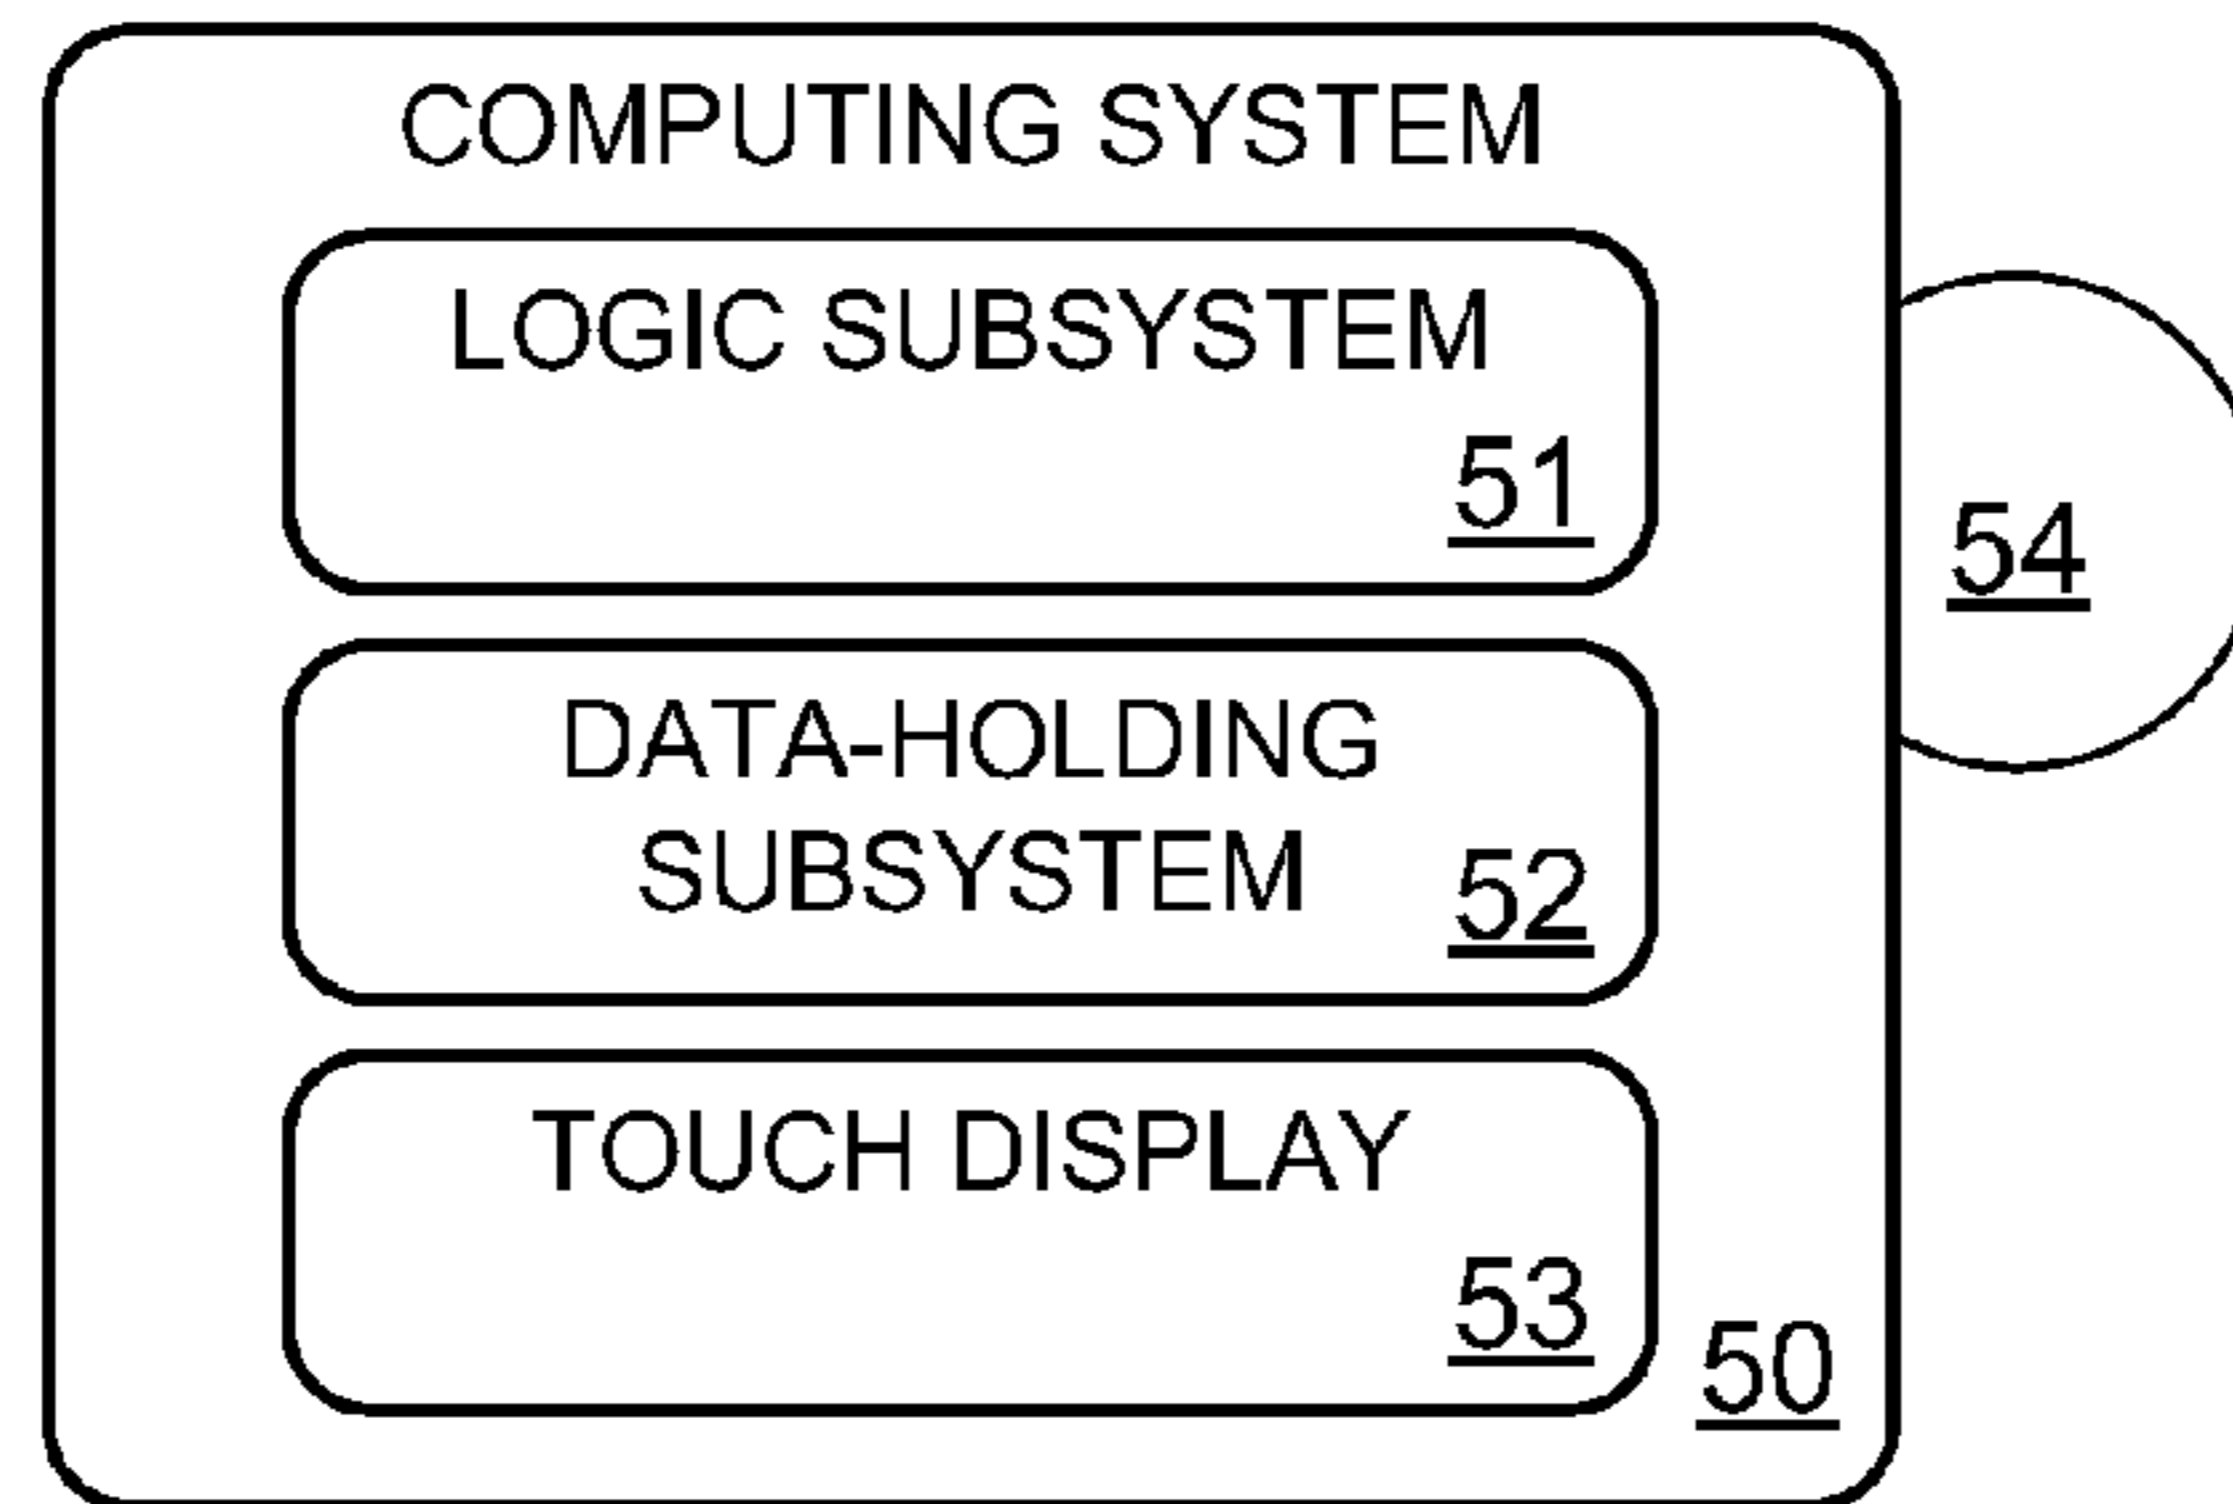 COMPUTING SYSTEM
LOGIC SUBSYSTEM
51
54
DATA-HOLDING
SUBSYSTEM 52
TOUCH DISPLAY
53
50